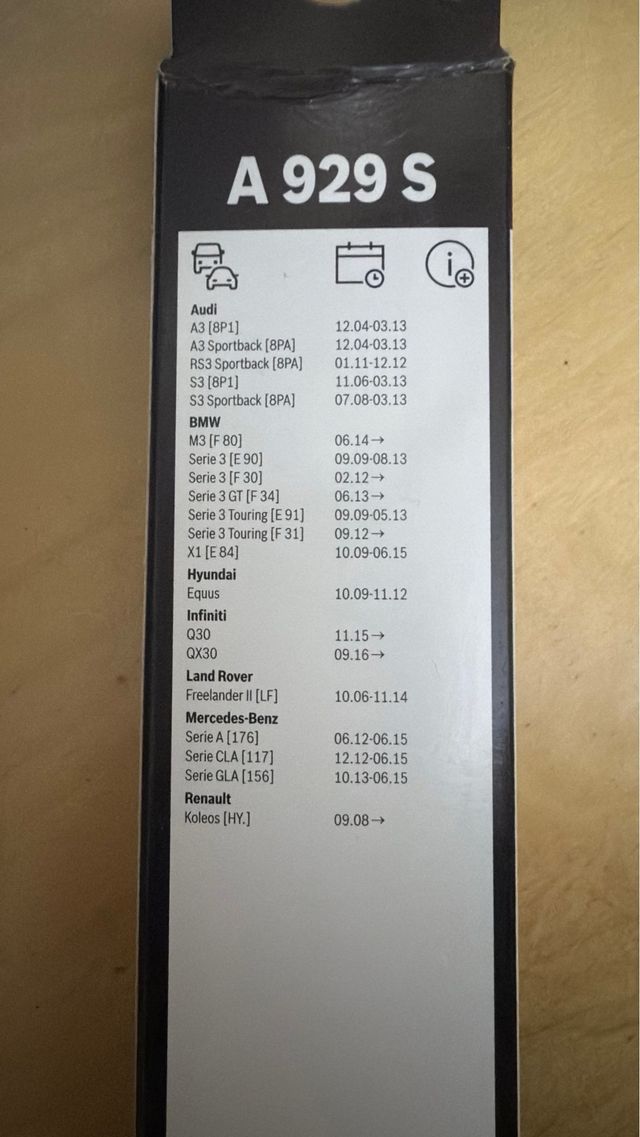 A 929 S
Audi
A3 [8P1] 12.04-03.13
A3 Sportback [8PA] 12.04-03.13
RS3 Sportback [8PA] 01.11-12.12
S3 [8P1] 11.06-03.13
S3 Sportback [8PA] 07.08-03.13
BMW
M3 [F 80] 06.14→
Serie 3 [E 90] 09.09-08.13
Serie 3 [F 30] 02.12→
Serie 3 GT [F 34] 06.13→
Serie 3 Touring [E 91] 09.09-05.13
Serie 3 Touring [F 31] 09.12→
X1 [E 84] 10.09-06.15
Hyundai
Equus 10.09-11.12
Infiniti
Q30 11.15→
QX30 09.16→
Land Rover
Freelander II [LF] 10.06-11.14
Mercedes-Benz
Serie A [176] 06.12-06.15
Serie CLA [117] 12.12-06.15
Serie GLA [156] 10.13-06.15
Renault
Koleos [HY.] 09.08→